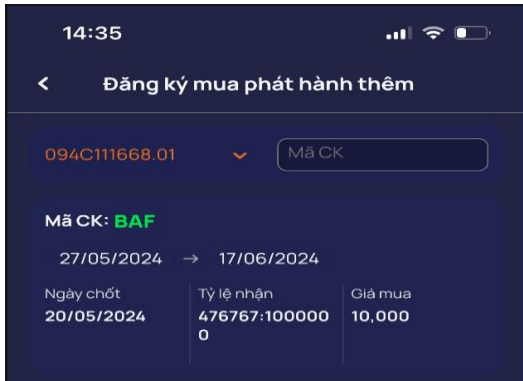 14:35
Đăng ký mua phát hành thêm
094C111668.01 Mã CK
Mã CK: BAF
27/05/2024 → 17/06/2024
Ngày chốt Tỷ lệ nhận Giá mua
20/05/2024 476767:100000 10,000
0